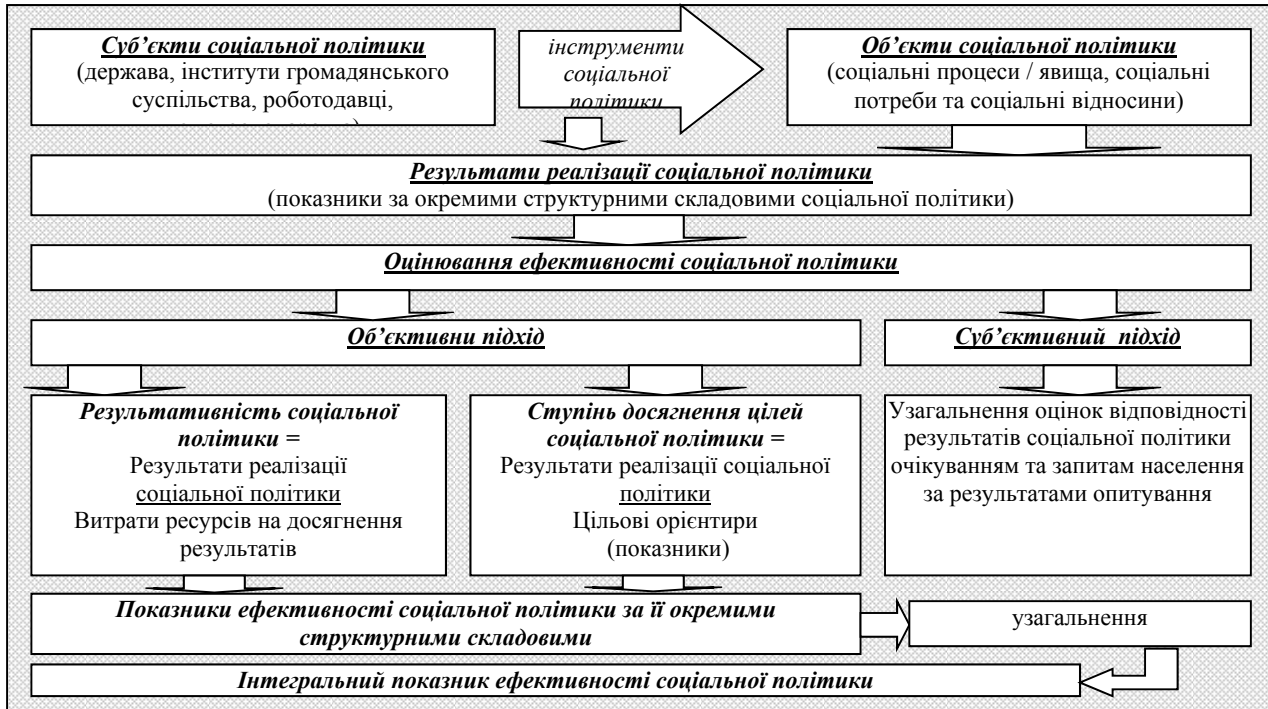 Суб’єкти соціальної політики
(держава, інститути громадянського
суспільства, роботодавці,
інструменти
соціальної
політики
Об’єкти соціальної політики
(соціальні процеси / явища, соціальні
потреби та соціальні відносини)
Результати реалізації соціальної політики
(показники за окремими структурними складовими соціальної політики)
Оцінювання ефективності соціальної політики
Об’єктивни підхід
Суб’єктивний підхід
Результативність соціальної
політики =
Результати реалізації
соціальної політики
Витрати ресурсів на досягнення
результатів
Ступінь досягнення цілей
соціальної політики =
Результати реалізації соціальної
політики
Цільові орієнтири
(показники)
Узагальнення оцінок відповідності
результатів соціальної політики
очікуванням та запитам населення
за результатами опитування
Показники ефективності соціальної політики за її окремими
структурними складовими
узагальнення
Інтегральний показник ефективності соціальної політики